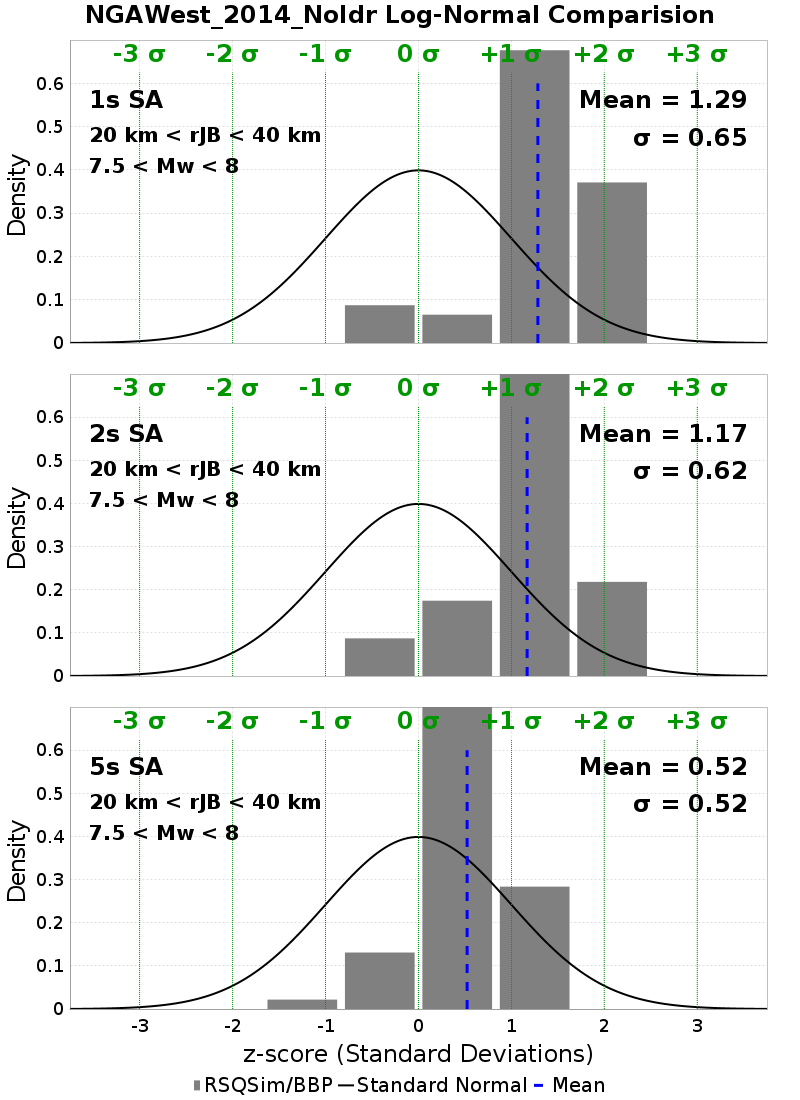 NGAWest_2014_NoIdr Log-Normal Comparision
-3 σ -2 σ -1 σ 0 σ +1 σ +2 σ +3 σ
1s SA
20 km < rJB < 40 km
7.5 < Mw < 8
Mean = 1.29
σ = 0.65
Density
0.6
0.5
0.4
0.3
0.2
0.1
0
-3 σ -2 σ -1 σ 0 σ +1 σ +2 σ +3 σ
2s SA
20 km < rJB < 40 km
7.5 < Mw < 8
Mean = 1.17
σ = 0.62
Density
0.6
0.5
0.4
0.3
0.2
0.1
0
-3 σ -2 σ -1 σ 0 σ +1 σ +2 σ +3 σ
5s SA
20 km < rJB < 40 km
7.5 < Mw < 8
Mean = 0.52
σ = 0.52
Density
0.6
0.5
0.4
0.3
0.2
0.1
0
-3 -2 -1 0 1 2 3
z-score (Standard Deviations)
RSQSim/BBP Standard Normal Mean